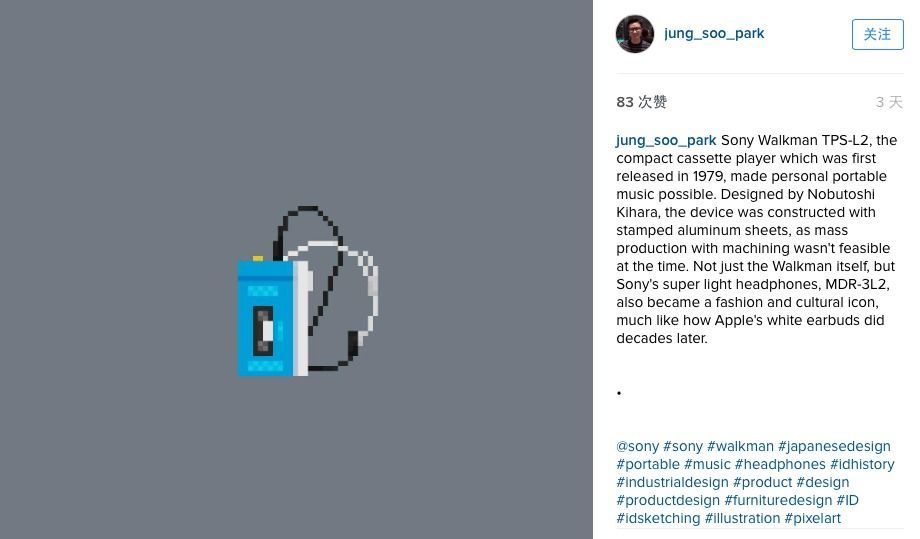 jung_soo_park
关注
83 次赞
3 天
jung_soo_park Sony Walkman TPS-L2, the
compact cassette player which was first
released in 1979, made personal portable
music possible. Designed by Nobutoshi
Kihara, the device was constructed with
stamped aluminum sheets, as mass
production with machining wasn't feasible
at the time. Not just the Walkman itself, but
Sony's super light headphones, MDR-3L2,
also became a fashion and cultural icon,
much like how Apple's white earbuds did
decades later.
.
@sony #sony #walkman #japanesedesign
#portable #music #headphones #idhistory
#industrialdesign #product #design
#productdesign #furnituredesign #ID
#idsketching #illustration #pixelart